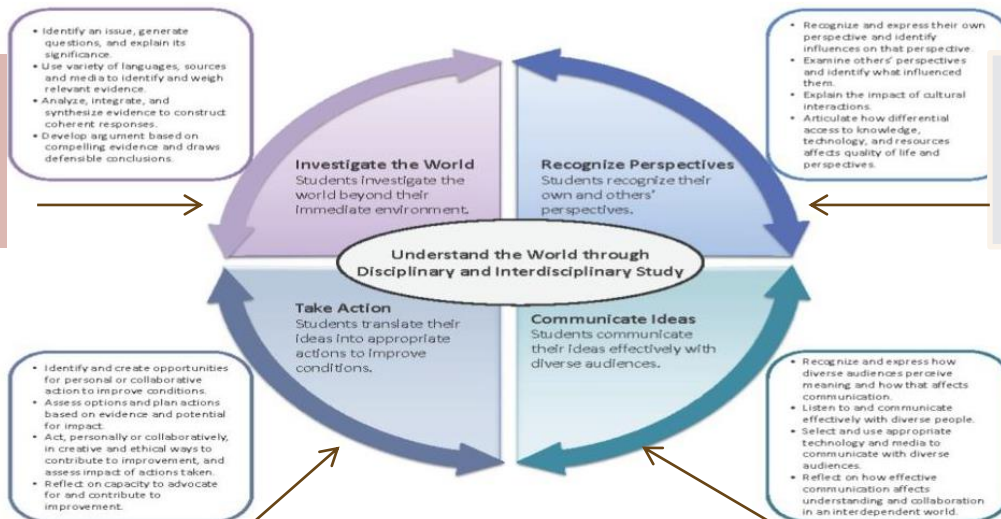 • Identify an issue, generate
questions, and explain its
significance.
• Use variety of languages, sources
and media to identify and weigh
relevant evidence.
• Analyze, integrate, and
synthesize evidence to construct
coherent responses.
• Develop argument based on
compelling evidence and draws
defensible conclusions.
• Recognize and express their own
perspective and identify
influences on that perspective.
• Examine others' perspectives
and identify what influenced
them.
• Explain the impact of cultural
interactions.
• Articulate how differential
access to knowledge,
technology, and resources
affects quality of life and
perspectives.
Investigate the World
Students investigate the
world beyond their
immediate environment.
Recognize Perspectives
Students recognize their
own and others'
perspectives.
Understand the World through
Disciplinary and Interdisciplinary Study
Take Action
Students translate their
ideas into appropriate
actions to improve
conditions.
Communicate Ideas
Students communicate
their ideas effectively with
diverse audiences.
• Identify and create opportunities
for personal or collaborative
action to improve conditions.
• Assess options and plan actions
based on evidence and potential
for impact.
• Act, personally or collaboratively,
in creative and ethical ways to
contribute to improvement, and
assess impact of actions taken.
• Reflect on capacity to advocate
for and contribute to
improvement.
• Recognize and express how
diverse audiences perceive
meaning and how that affects
communication.
• Listen to and communicate
effectively with diverse people.
• Select and use appropriate
technology and media to
communicate with diverse
audiences.
• Reflect on how effective
communication affects
understanding and collaboration
in an interdependent world.